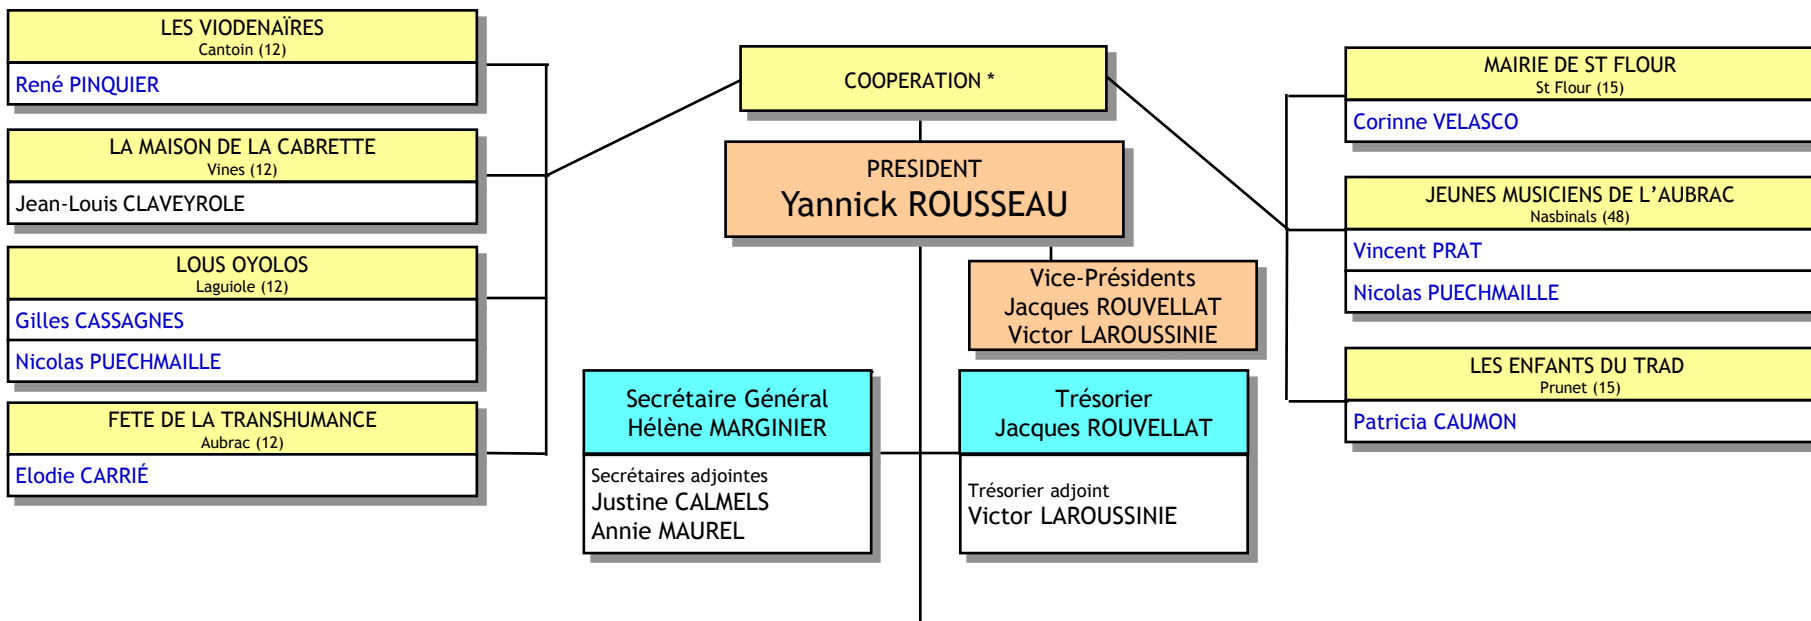 LES VIODENAÏRES
Cantoin (12)
René PINQUIER
LA MAISON DE LA CABRETTE
Vines (12)
Jean-Louis CLAVEYROLE
LOUS OYOLOS
Laguiole (12)
Gilles CASSAGNES
Nicolas PUECHMAILLE
FETE DE LA TRANSHUMANCE
Aubrac (12)
Elodie CARRIÉ
COOPERATION *
PRESIDENT
Yannick ROUSSEAU
Vice-Présidents
Jacques ROUVELLAT
Victor LAROUSSINIE
Secrétaire Général
Hélène MARGINIER
Secrétaires adjointes
Justine CALMELS
Annie MAUREL
Trésorier
Jacques ROUVELLAT
Trésorier adjoint
Victor LAROUSSINIE
MAIRIE DE ST FLOUR
St Flour (15)
Corinne VELASCO
JEUNES MUSICIENS DE L'AUBRAC
Nasbinals (48)
Vincent PRAT
Nicolas PUECHMAILLE
LES ENFANTS DU TRAD
Prunet (15)
Patricia CAUMON